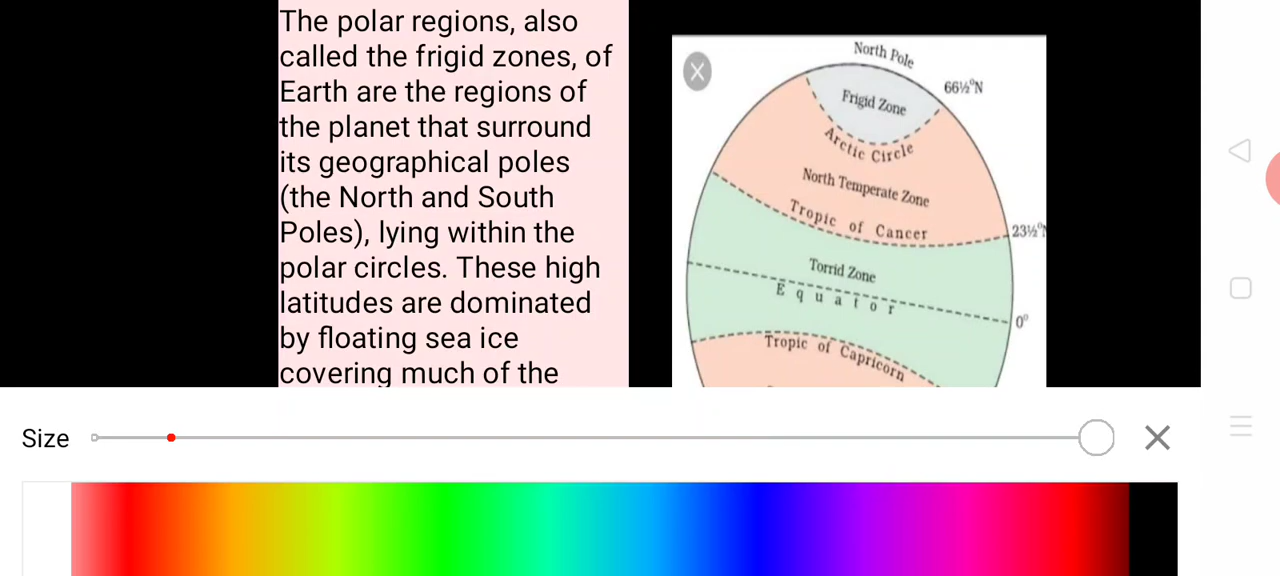 The polar regions, also
called the frigid zones, of
Earth are the regions of
the planet that surround
its geographical poles
(the North and South
Poles), lying within the
polar circles. These high
latitudes are dominated
by floating sea ice
covering much of the
North Pole
66½°N
Frigid Zone
Arctic Circle
North Temperate Zone
Tropic of Cancer
23½°N
Torrid Zone
Equator
0°
Tropic of Capricorn
Size